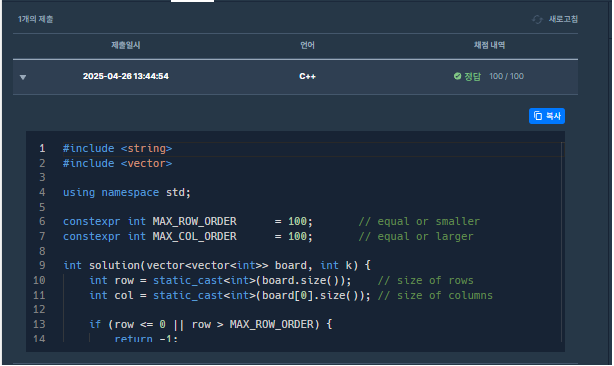 1개의 제출
새로고침
제출일시 언어 채점 내역
2025-04-26 13:44:54 C++ 정답 100 / 100
복사
1 #include <string>
2 #include <vector>
3
4 using namespace std;
5
6 constexpr int MAX_ROW_ORDER = 100; // equal or smaller
7 constexpr int MAX_COL_ORDER = 100; // equal or larger
8
9 int solution(vector<vector<int>> board, int k) {
10 int row = static_cast<int>(board.size()); // size of rows
11 int col = static_cast<int>(board[0].size()); // size of columns
12
13 if (row <= 0 || row > MAX_ROW_ORDER) {
14 return -1;